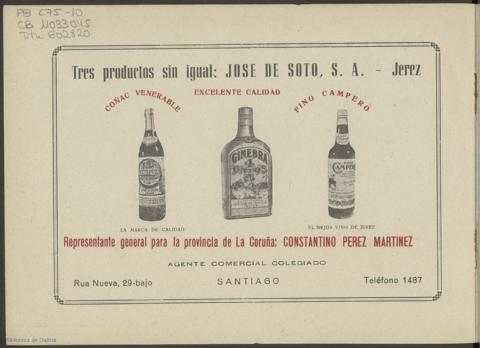 PB C75-10
CB 11033045
Tit. 602820
Tres productos sin igual: JOSE DE SOTO, S. A. - Jerez
COÑAC VENERABLE
EXCELENTE CALIDAD
FINO CAMPERO
GINEBRA
CAMPERO
LA MARCA DE CALIDAD
EL MEJOR VINO DE JEREZ
Representante general para la provincia de La Coruña: CONSTANTINO PEREZ MARTINEZ
AGENTE COMERCIAL COLEGIADO
Rua Nueva, 29-bajo
SANTIAGO
Teléfono 1487
Biblioteca de Galicia